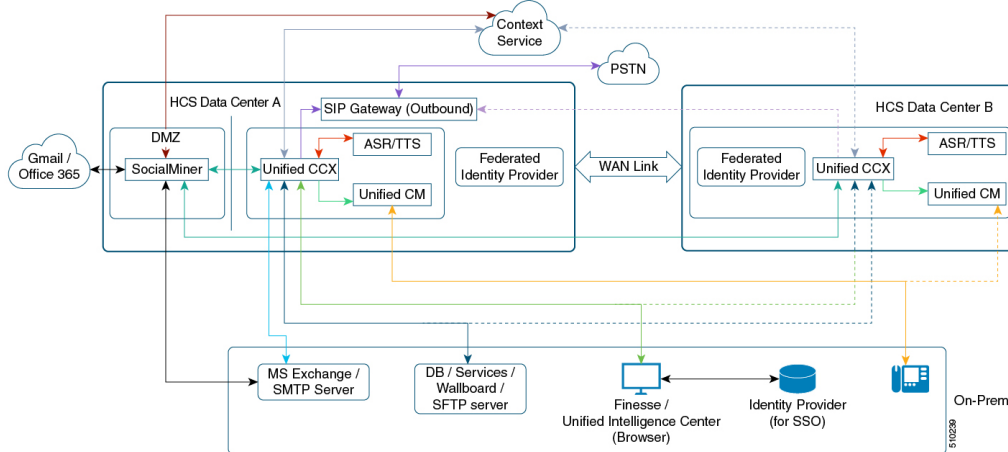 Context
Service
PSTN
HCS Data Center A
SIP Gateway (Outbound)
HCS Data Center B
DMZ
ASR/TTS
ASR/TTS
Gmail /
Office 365
SocialMiner
Unified CCX
Federated
Identity Provider
WAN Link
Federated
Identity Provider
Unified CCX
Unified CM
Unified CM
MS Exchange /
SMTP Server
DB / Services /
Wallboard /
SFTP server
Finesse /
Unified Intelligence Center
(Browser)
Identity Provider
(for SSO)
On-Prem
510239